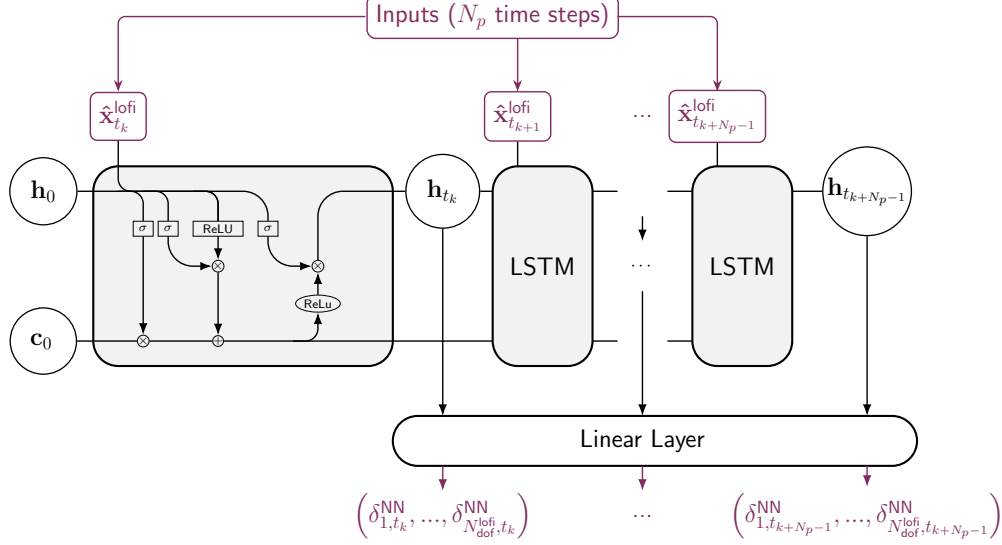 Inputs (N_p time steps)
x̂^lofi_{t_k}
x̂^lofi_{t_{k+1}}
...
x̂^lofi_{t_{k+N_p-1}}
h_0
h_{t_k}
h_{t_{k+N_p-1}}
σ
σ
ReLU
σ
×
×
LSTM
...
LSTM
ReLu
c_0
×
+
Linear Layer
(δ^NN_{1,t_k}, ..., δ^NN_{N^lofi_dof,t_k})
...
(δ^NN_{1,t_{k+N_p-1}}, ..., δ^NN_{N^lofi_dof,t_{k+N_p-1}})